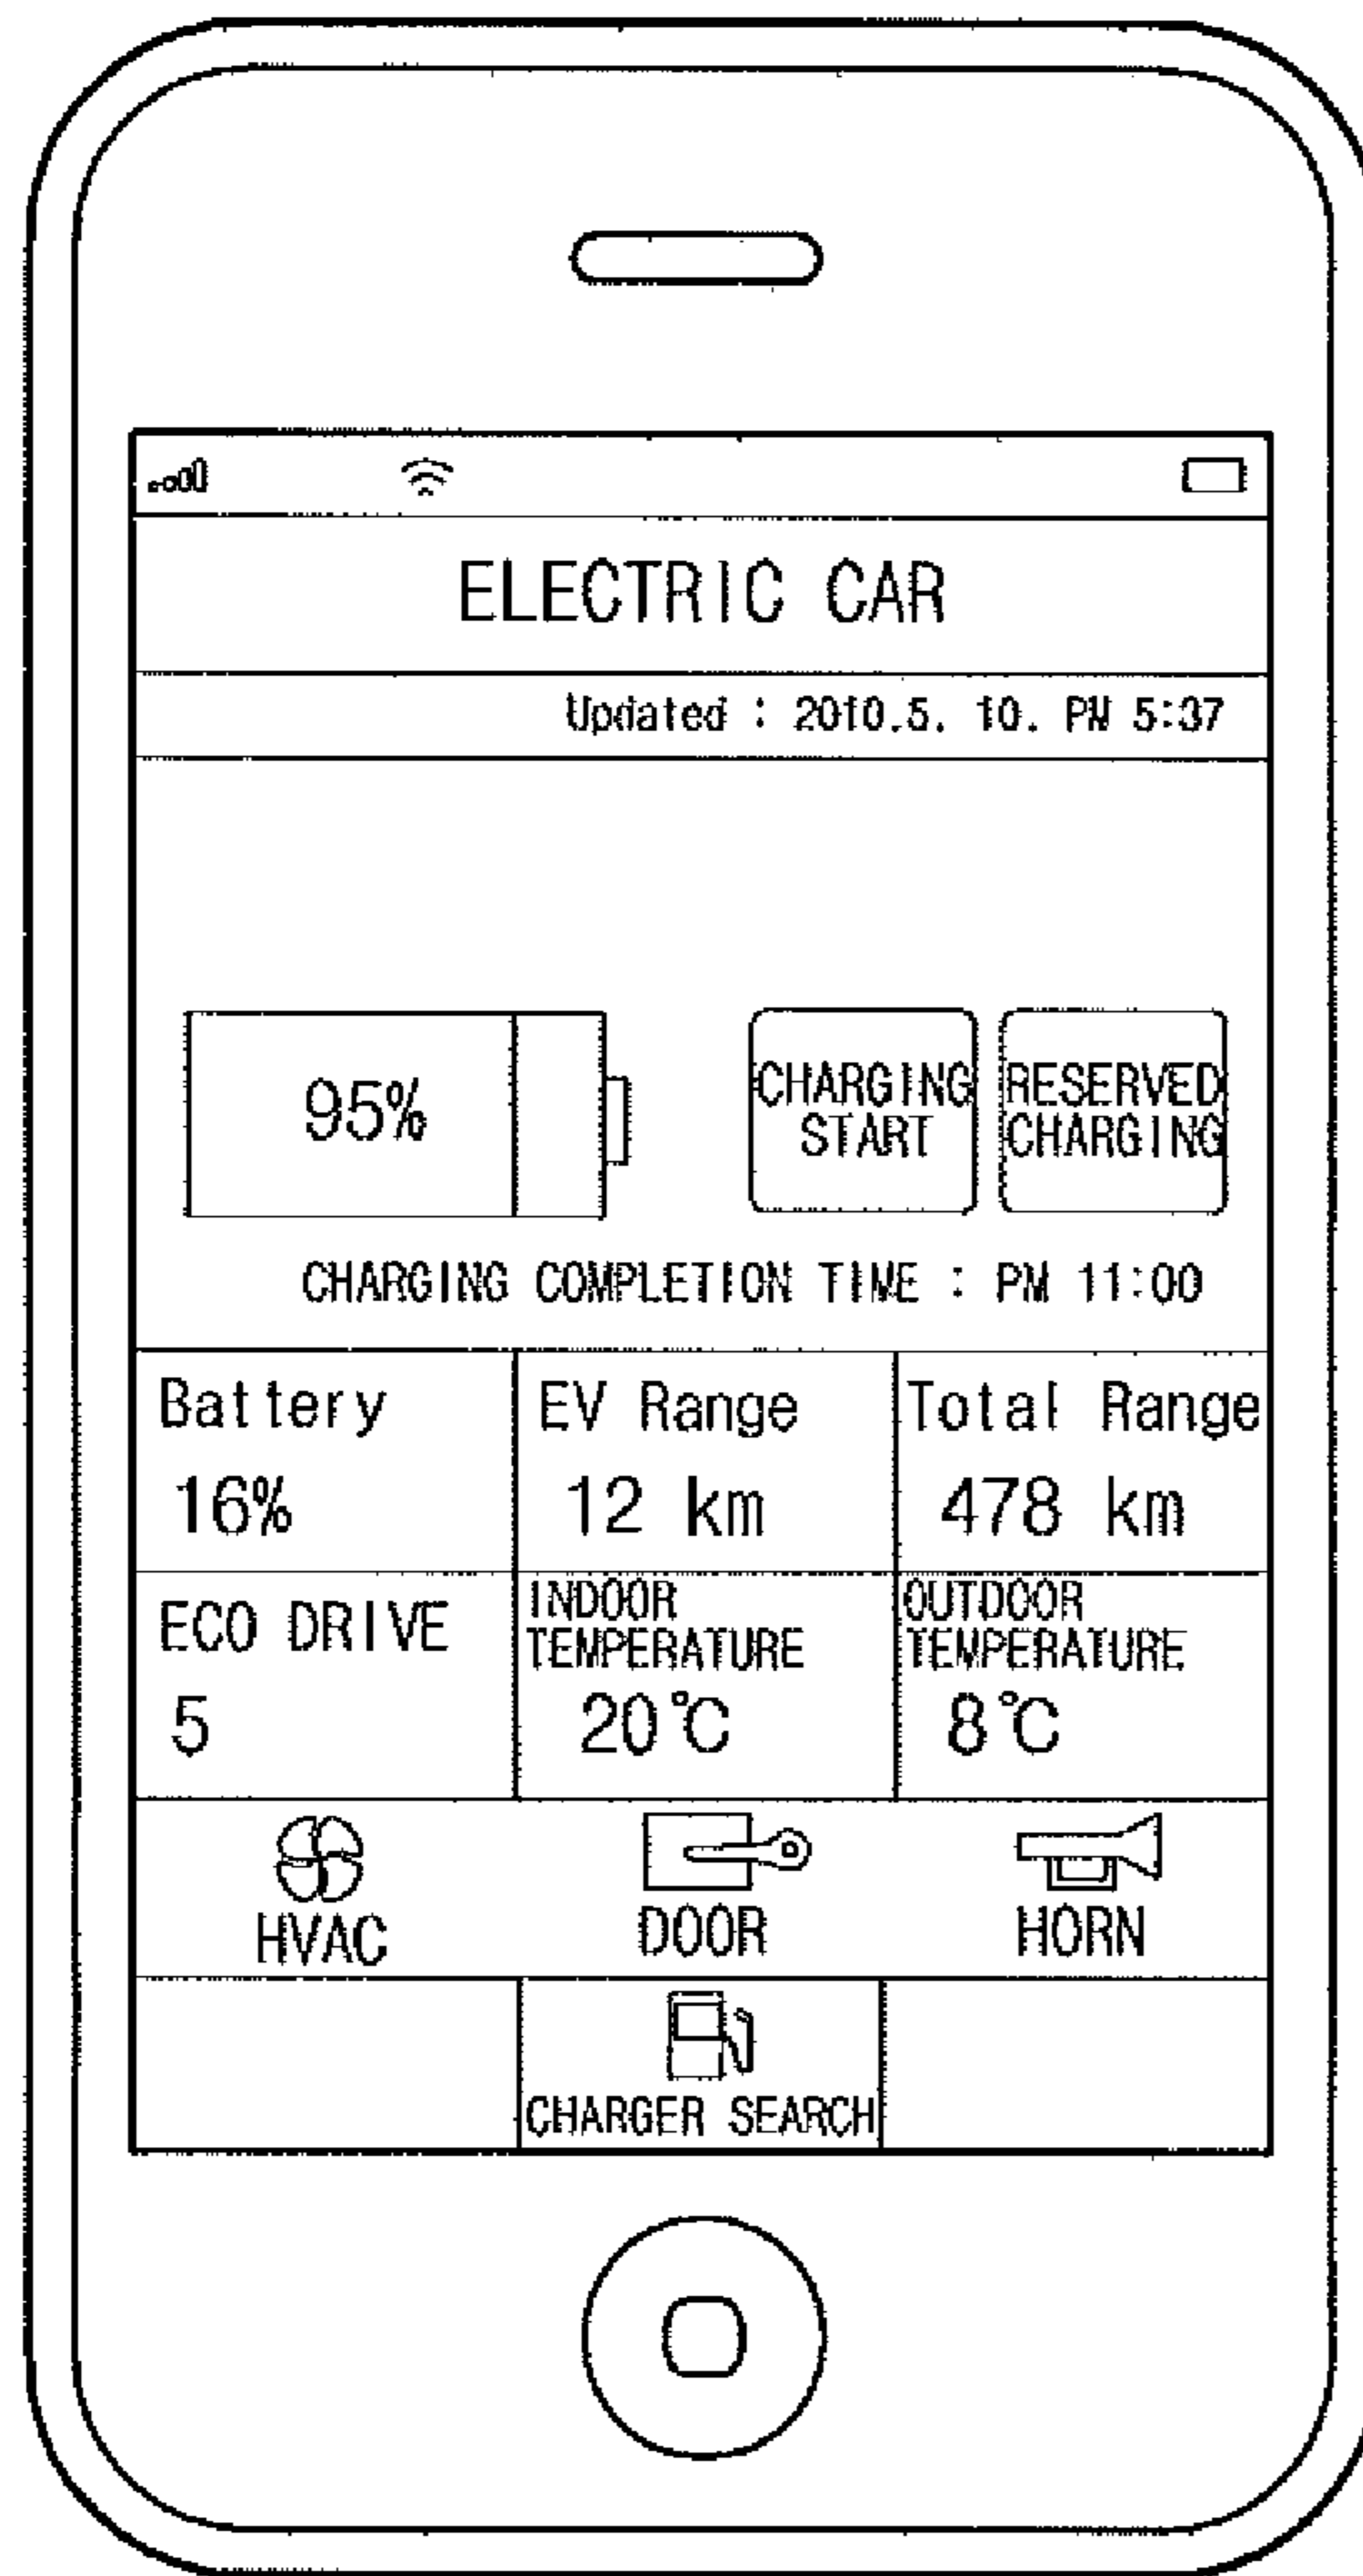 ELECTRIC CAR
Updated : 2010.5. 10. PM 5:37
95%
CHARGING
START
RESERVED
CHARGING
CHARGING COMPLETION TIME : PM 11:00
Battery
16%
EV Range
12 km
Total Range
478 km
ECO DRIVE
5
INDOOR
TEMPERATURE
20℃
OUTDOOR
TEMPERATURE
8℃
HVAC
DOOR
HORN
CHARGER SEARCH